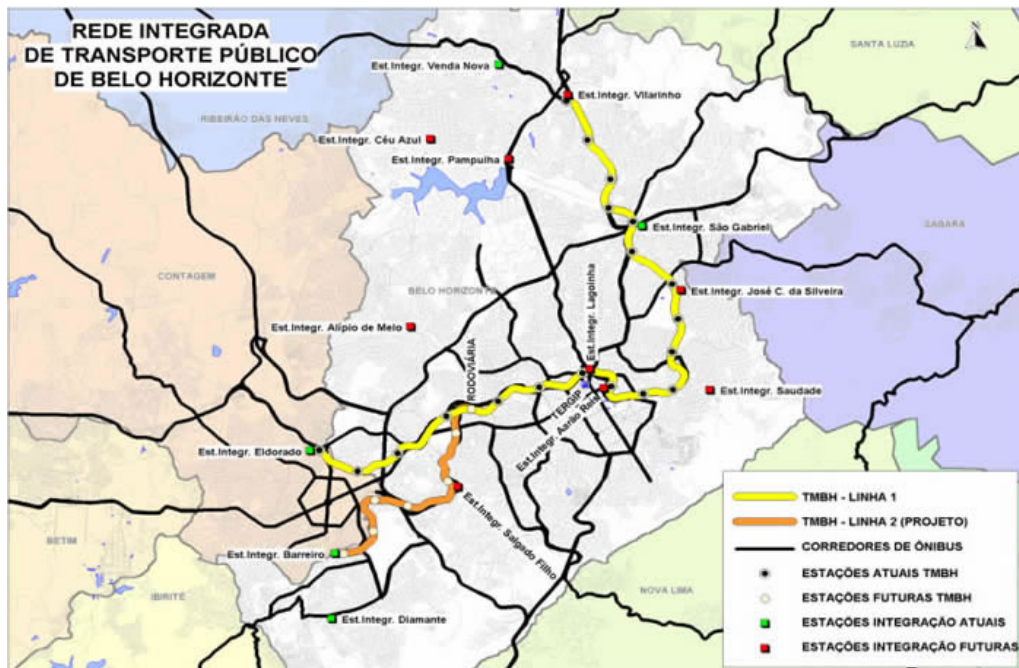 REDE INTEGRADA
DE TRANSPORTE PÚBLICO
DE BELO HORIZONTE
SANTA LUZIA
Est.Integr. Venda Nova
Est.Integr. Vilarinho
RIBEIRÃO DAS NEVES
Est.Integr. Céu Azul
Est.Integr. Pampulha
Est.Integr. São Gabriel
SABARA
CONTAGEM
BELO HORIZONTE
Est.Integr. José C. da Silveira
Est.Integr. Lagoinha
Est.Integr. Alípio de Melo
RODOVIÁRIA
TERGIP
Est.Integr. Aarão Reis
Est.Integr. Saudade
Est.Integr. Eldorado
Est.Integr. Salgado Filho
BETIM
Est.Integr. Barreiro
IBIRITÉ
NOVA LIMA
Est.Integr. Diamante
TMBH - LINHA 1
TMBH - LINHA 2 (PROJETO)
CORREDORES DE ÔNIBUS
ESTAÇÕES ATUAIS TMBH
ESTAÇÕES FUTURAS TMBH
ESTAÇÕES INTEGRAÇÃO ATUAIS
ESTAÇÕES INTEGRAÇÃO FUTURAS